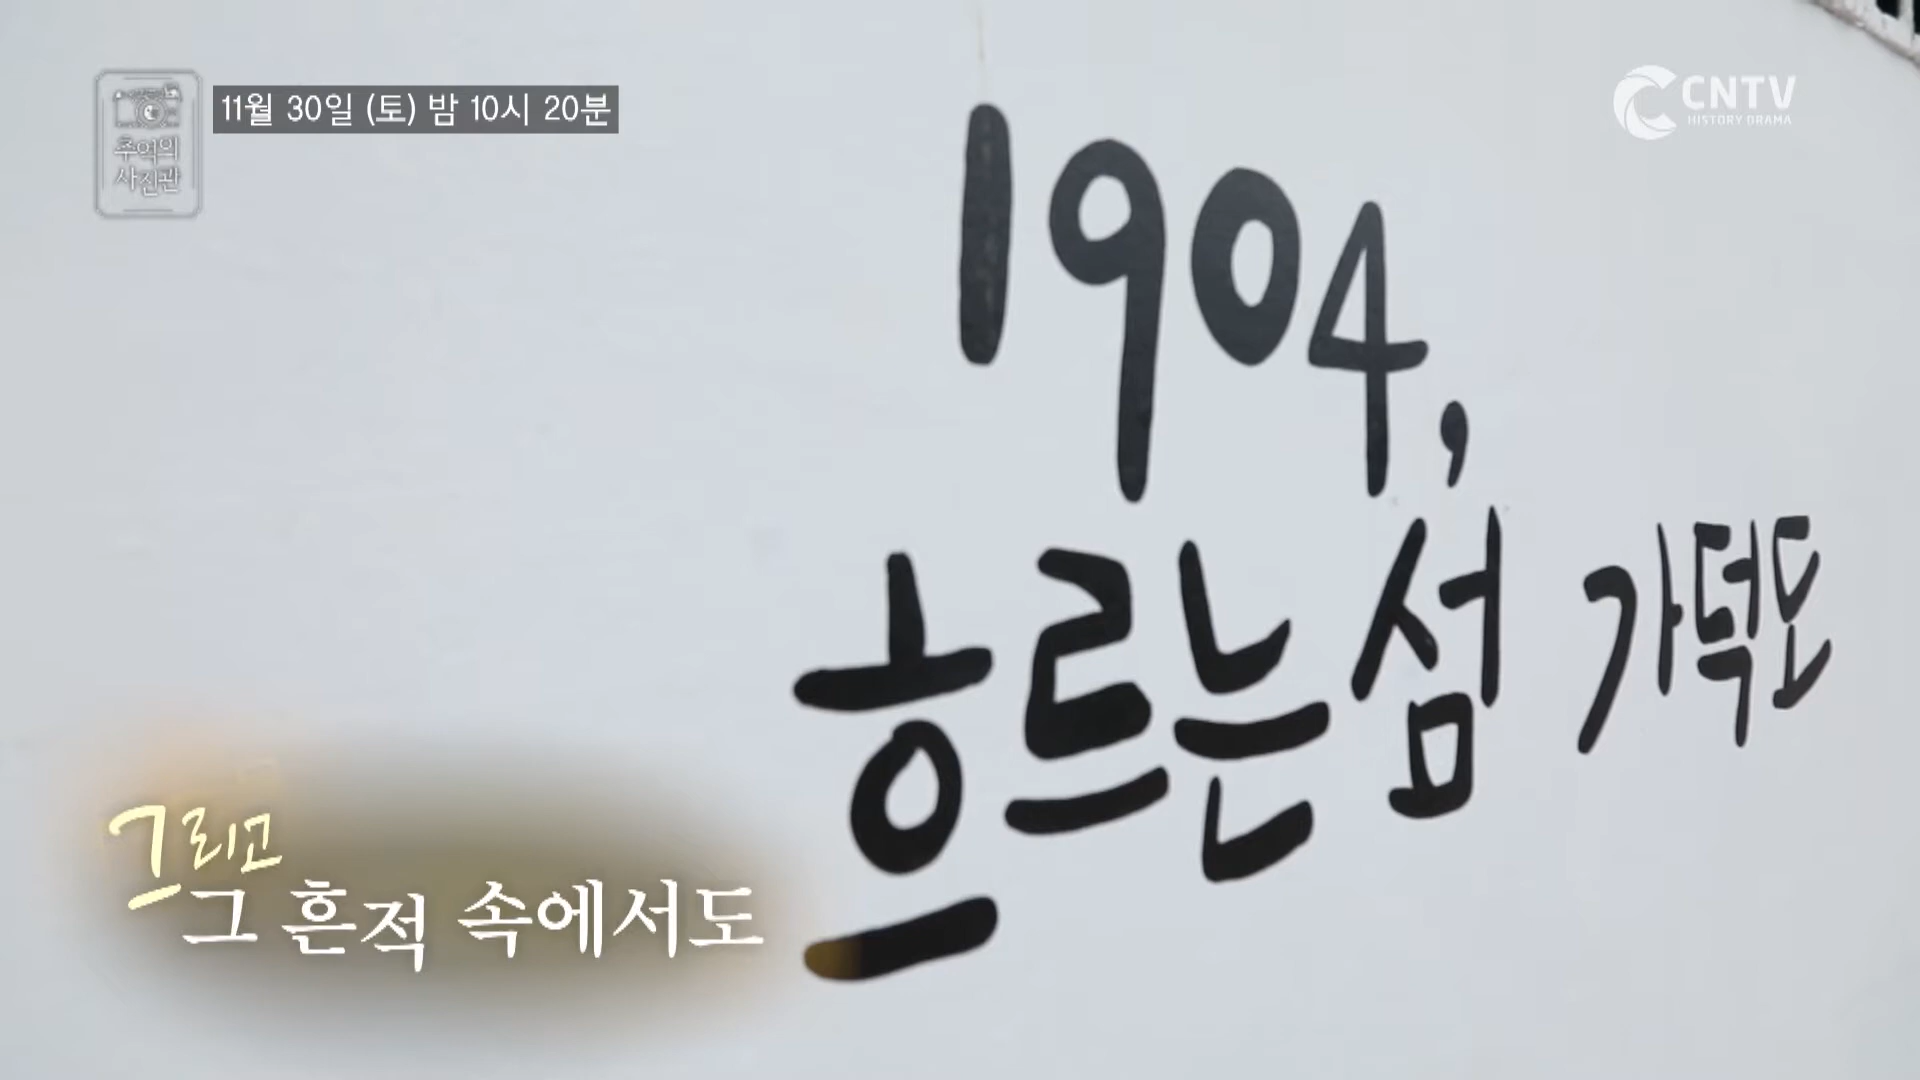 추억의
사진관
11월 30일 (토) 밤 10시 20분
CNTV
HISTORY DRAMA
1904,
흐르는 섬 가덕도
그리고
그 흔적 속에서도